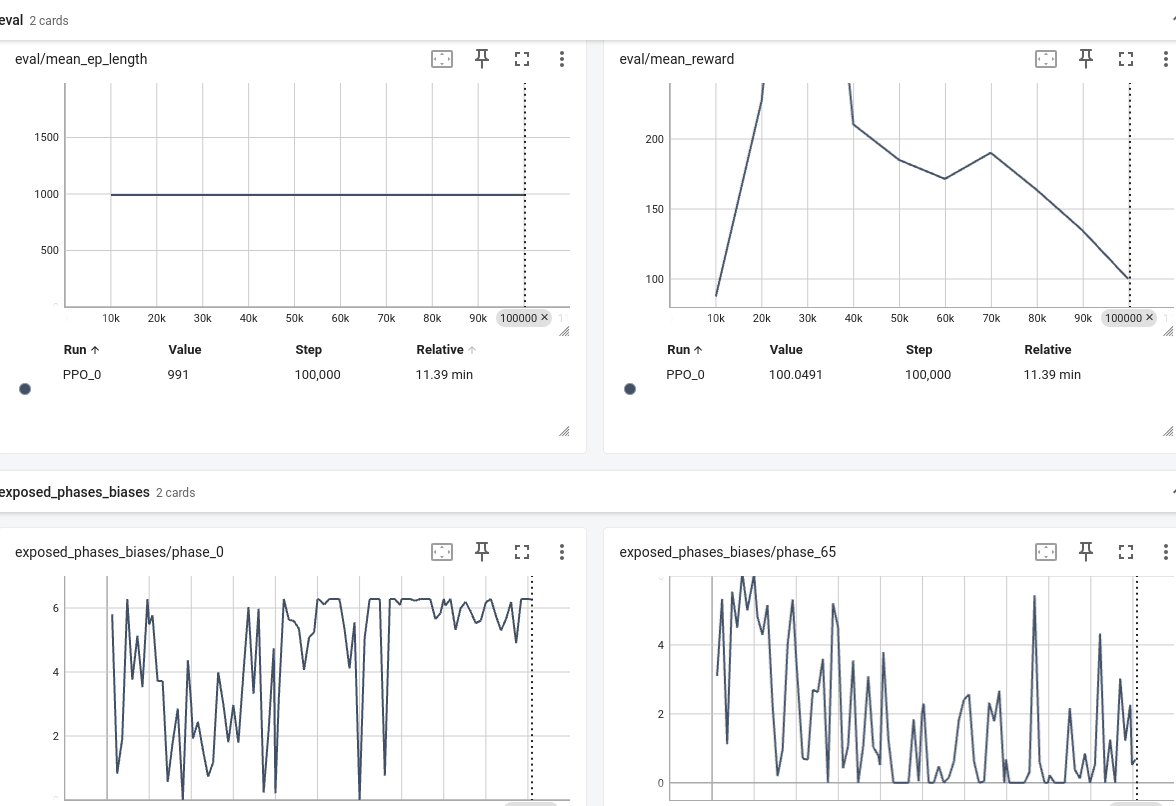 eval 2 cards
eval/mean_ep_length
1500
1000
500
10k 20k 30k 40k 50k 60k 70k 80k 90k 100000 ×
Run ↑ Value Step Relative ↑
PPO_0 991 100,000 11.39 min
eval/mean_reward
200
150
100
10k 20k 30k 40k 50k 60k 70k 80k 90k 100000 ×
Run ↑ Value Step Relative
PPO_0 100.0491 100,000 11.39 min
exposed_phases_biases 2 cards
exposed_phases_biases/phase_0
6
4
2
exposed_phases_biases/phase_65
4
2
0